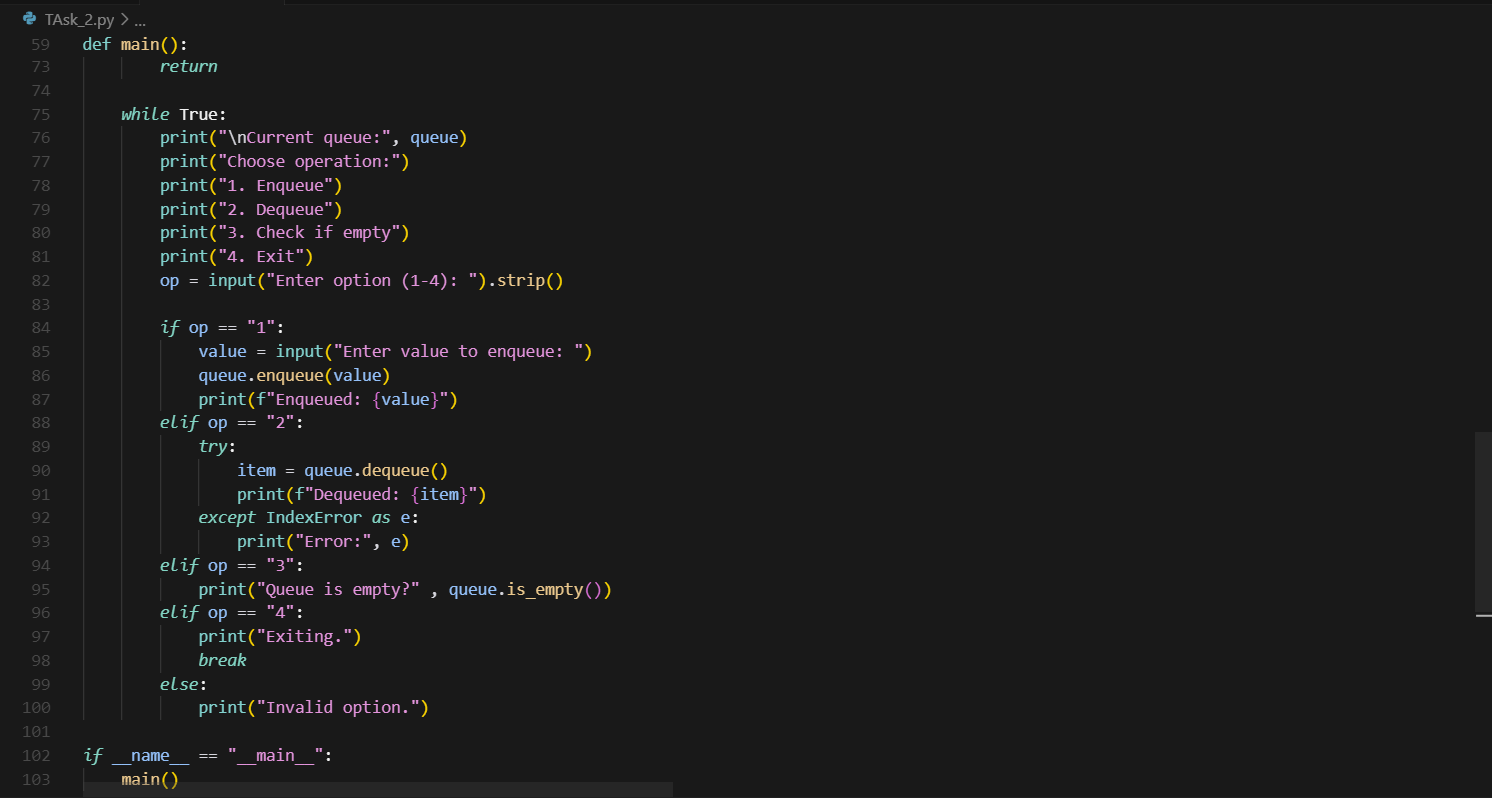 TAsk_2.py > ...
59 def main():
73         return
74
75     while True:
76         print("\nCurrent queue:", queue)
77         print("Choose operation:")
78         print("1. Enqueue")
79         print("2. Dequeue")
80         print("3. Check if empty")
81         print("4. Exit")
82         op = input("Enter option (1-4): ").strip()
83
84         if op == "1":
85             value = input("Enter value to enqueue: ")
86             queue.enqueue(value)
87             print(f"Enqueued: {value}")
88         elif op == "2":
89             try:
90                 item = queue.dequeue()
91                 print(f"Dequeued: {item}")
92             except IndexError as e:
93                 print("Error:", e)
94         elif op == "3":
95             print("Queue is empty?" , queue.is_empty())
96         elif op == "4":
97             print("Exiting.")
98             break
99         else:
100             print("Invalid option.")
101
102 if __name__ == "__main__":
103     main()